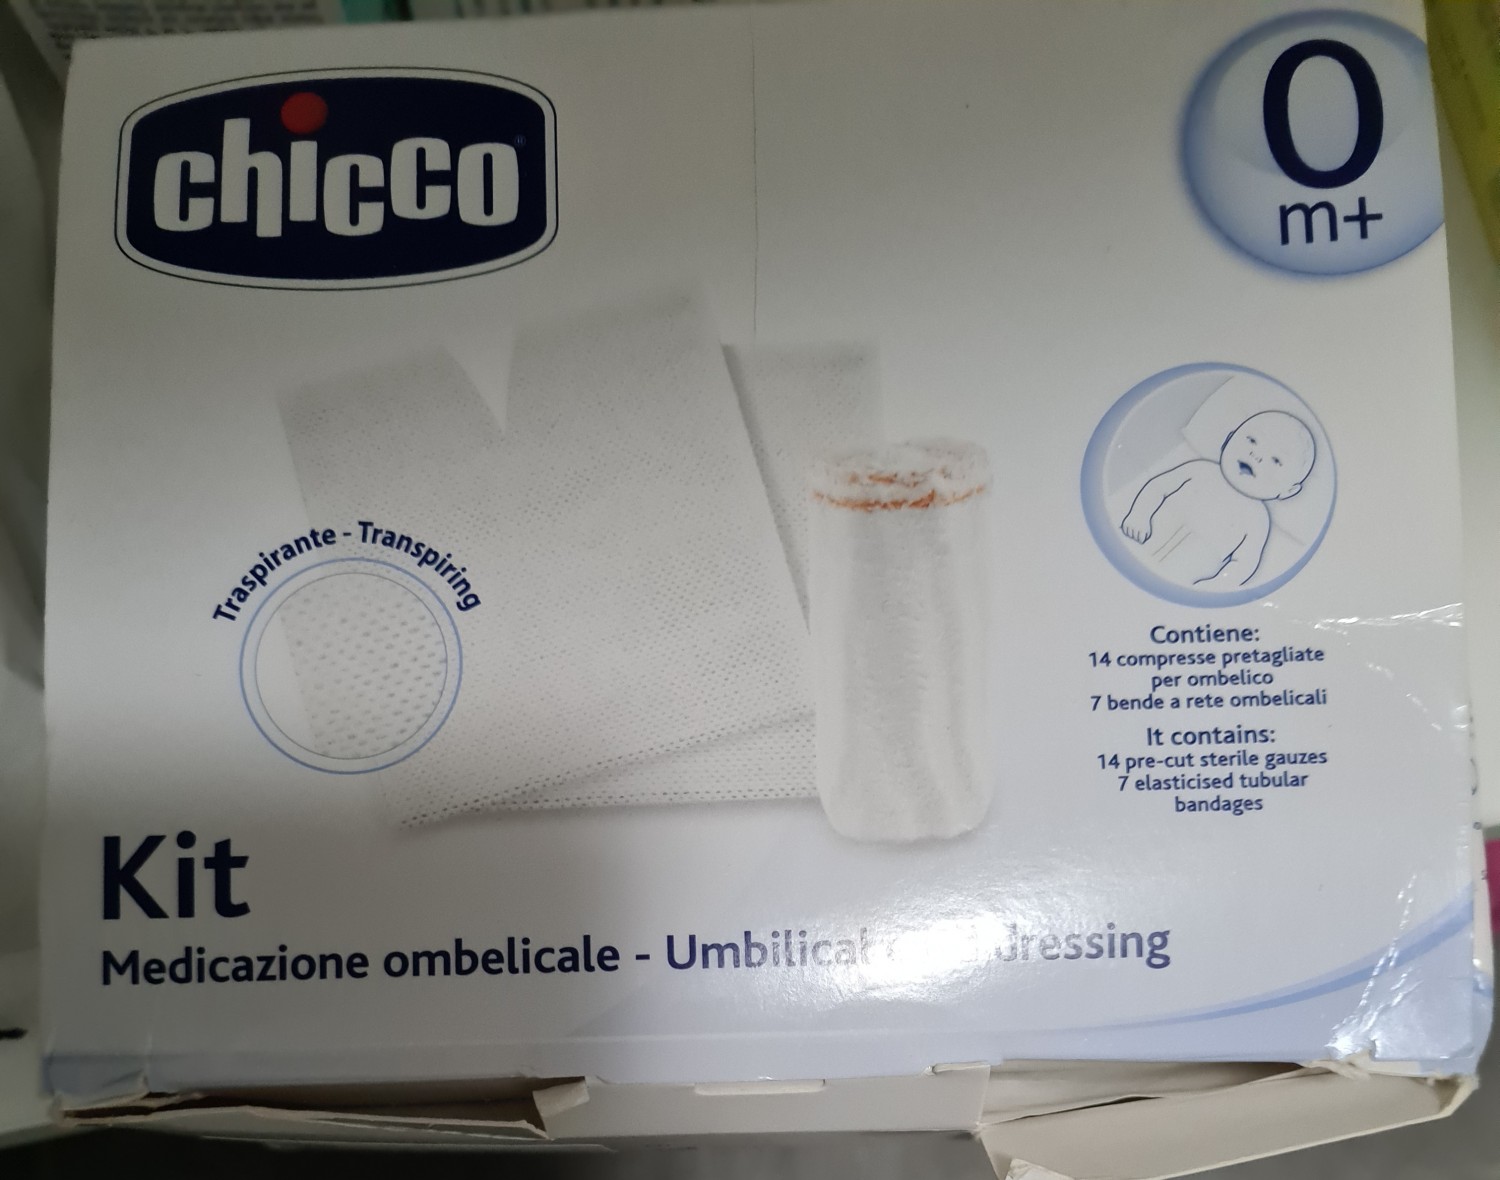 chicco
0
m+
Traspirante - Transpiring
Contiene:
14 compresse pretagliate
per ombelico
7 bende a rete ombelicali
It contains:
14 pre-cut sterile gauzes
7 elasticised tubular
bandages
Kit
Medicazione ombelicale - Umbilical dressing